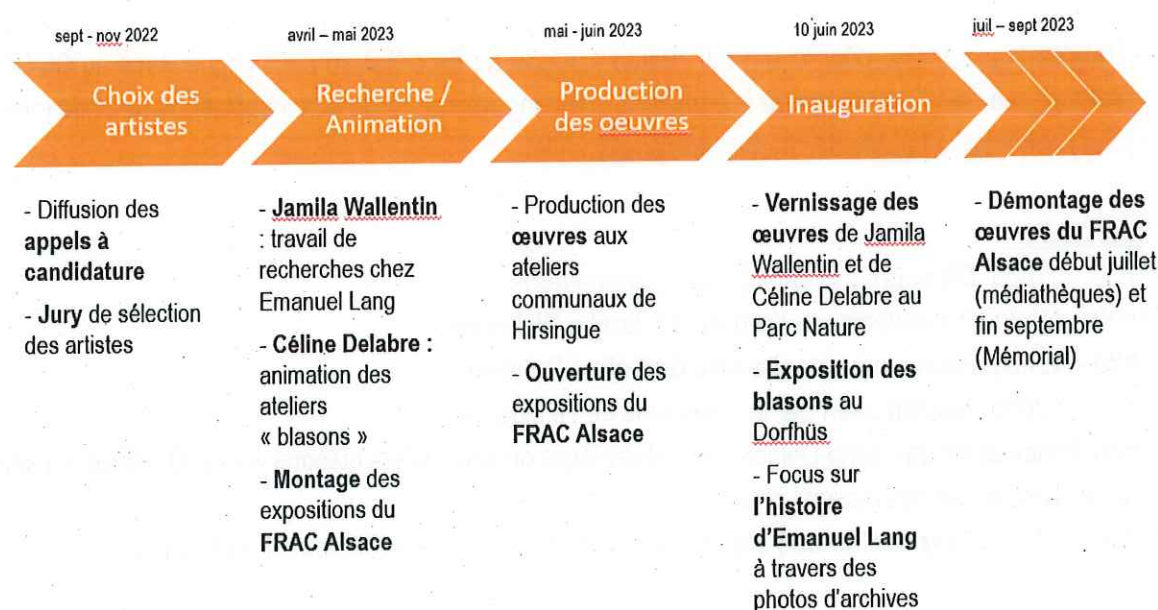 sept - nov 2022
avril – mai 2023
mai - juin 2023
10 juin 2023
juil – sept 2023
Choix des
artistes
Recherche /
Animation
Production
des oeuvres
Inauguration
- Diffusion des
appels à
candidature
- Jury de sélection
des artistes
- Jamila Wallentin
: travail de
recherches chez
Emanuel Lang
- Céline Delabre :
animation des
ateliers
« blasons »
- Montage des
expositions du
FRAC Alsace
- Production des
œuvres aux
ateliers
communaux de
Hirsingue
- Ouverture des
expositions du
FRAC Alsace
- Vernissage des
œuvres de Jamila
Wallentin et de
Céline Delabre au
Parc Nature
- Exposition des
blasons au
Dorfhüs
- Focus sur
l'histoire
d'Emanuel Lang
à travers des
photos d'archives
- Démontage des
œuvres du FRAC
Alsace début juillet
(médiathèques) et
fin septembre
(Mémorial)